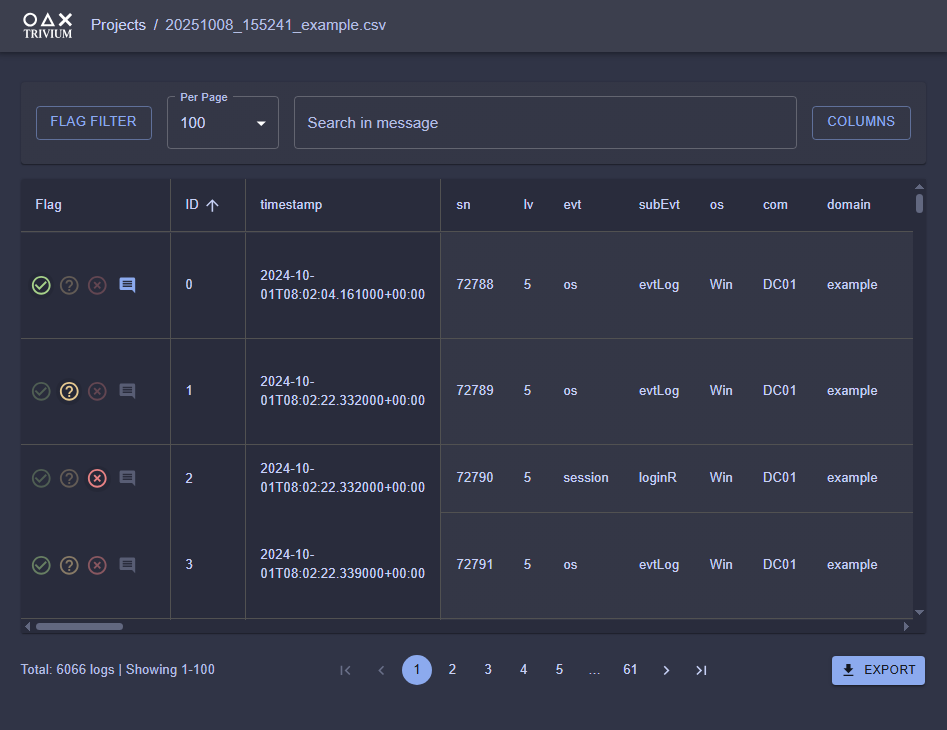 OAX
TRIVIUM
Projects / 20251008_155241_example.csv
FLAG FILTER
Per Page
100
Search in message
COLUMNS
Flag ID timestamp sn lv evt subEvt os com domain
0 2024-10-
01T08:02:04.161000+00:00 72788 5 os evtLog Win DC01 example
1 2024-10-
01T08:02:22.332000+00:00 72789 5 os evtLog Win DC01 example
2 2024-10-
01T08:02:22.332000+00:00 72790 5 session loginR Win DC01 example
3 2024-10-
01T08:02:22.339000+00:00 72791 5 os evtLog Win DC01 example
Total: 6066 logs | Showing 1-100
1 2 3 4 5 ... 61
EXPORT